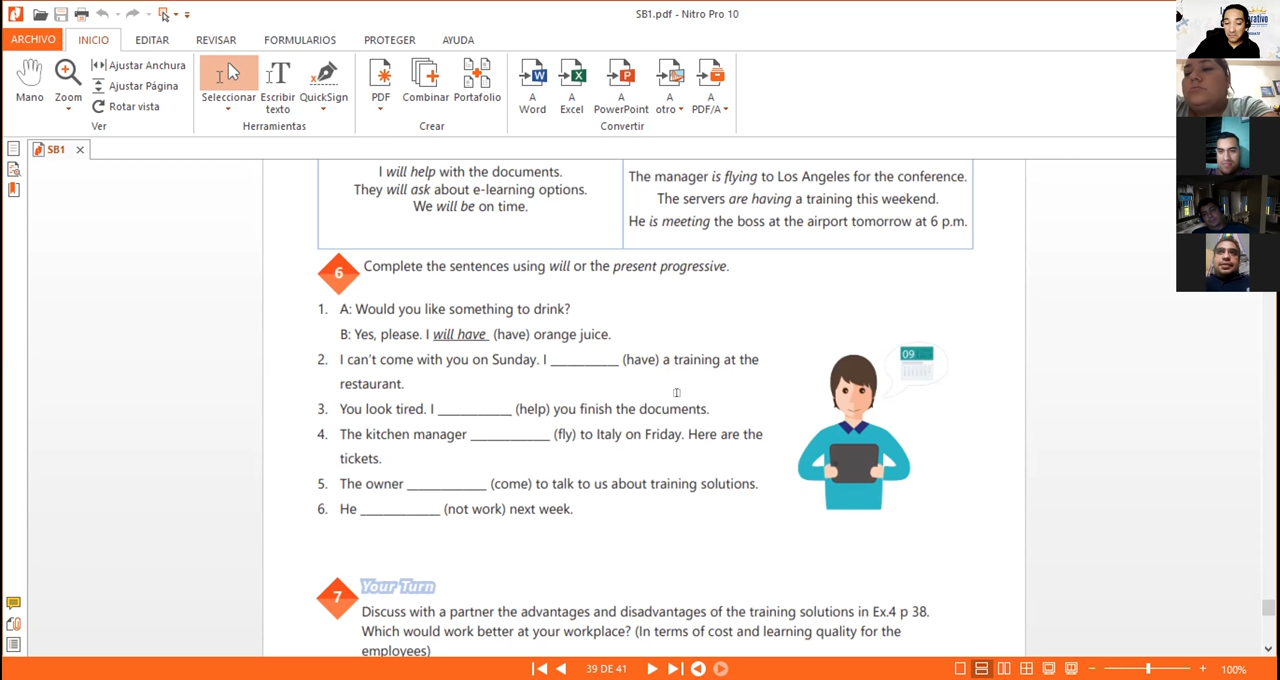 SB1.pdf - Nitro Pro 10
ARCHIVO INICIO EDITAR REVISAR FORMULARIOS PROTEGER AYUDA
Mano Zoom Ajustar Anchura
Ajustar Página
Rotar vista
Seleccionar Escribir texto QuickSign PDF Combinar Portafolio A Word A Excel A PowerPoint A otro A PDF/A
Ver Herramientas Crear Convertir
SB1
I will help with the documents.
They will ask about e-learning options.
We will be on time.
The manager is flying to Los Angeles for the conference.
The servers are having a training this weekend.
He is meeting the boss at the airport tomorrow at 6 p.m.
6 Complete the sentences using will or the present progressive.
1. A: Would you like something to drink?
B: Yes, please. I will have (have) orange juice.
2. I can't come with you on Sunday. I __________ (have) a training at the
restaurant.
3. You look tired. I ___________ (help) you finish the documents.
4. The kitchen manager ____________ (fly) to Italy on Friday. Here are the
tickets.
5. The owner ____________ (come) to talk to us about training solutions.
6. He ____________ (not work) next week.
09
7 Your Turn
Discuss with a partner the advantages and disadvantages of the training solutions in Ex.4 p 38.
Which would work better at your workplace? (In terms of cost and learning quality for the
employees)
39 DE 41
100%